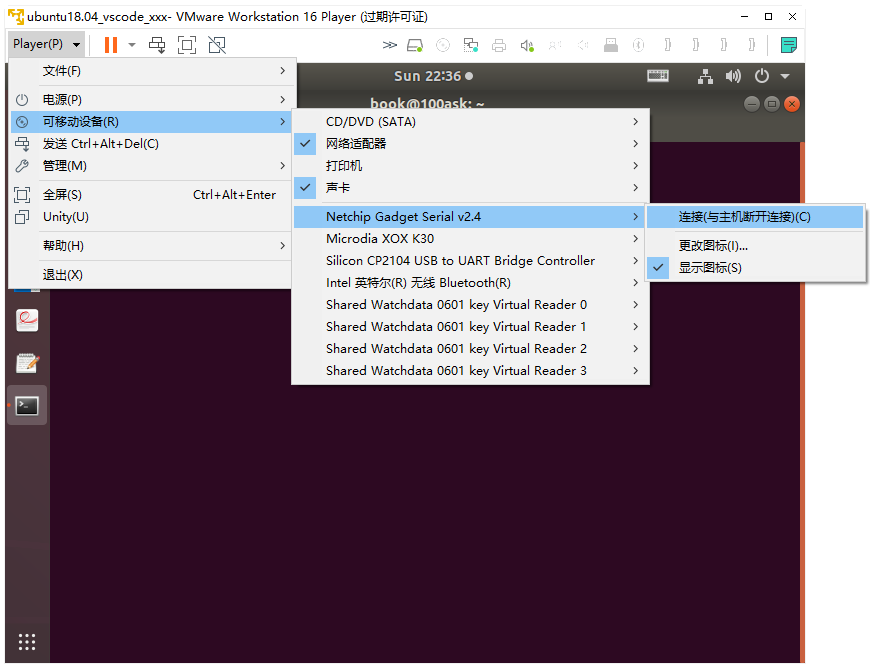 ubuntu18.04_vscode_xxx- VMware Workstation 16 Player (过期许可证)
Player(P)
Sun 22:36
book@100ask: ~
文件(F)
电源(P)
可移动设备(R)
发送 Ctrl+Alt+Del(C)
管理(M)
全屏(S) Ctrl+Alt+Enter
Unity(U)
帮助(H)
退出(X)
CD/DVD (SATA)
网络适配器
打印机
声卡
Netchip Gadget Serial v2.4
Microdia XOX K30
Silicon CP2104 USB to UART Bridge Controller
Intel 英特尔(R) 无线 Bluetooth(R)
Shared Watchdata 0601 key Virtual Reader 0
Shared Watchdata 0601 key Virtual Reader 1
Shared Watchdata 0601 key Virtual Reader 2
Shared Watchdata 0601 key Virtual Reader 3
连接(与主机断开连接)(C)
更改图标(I)...
显示图标(S)